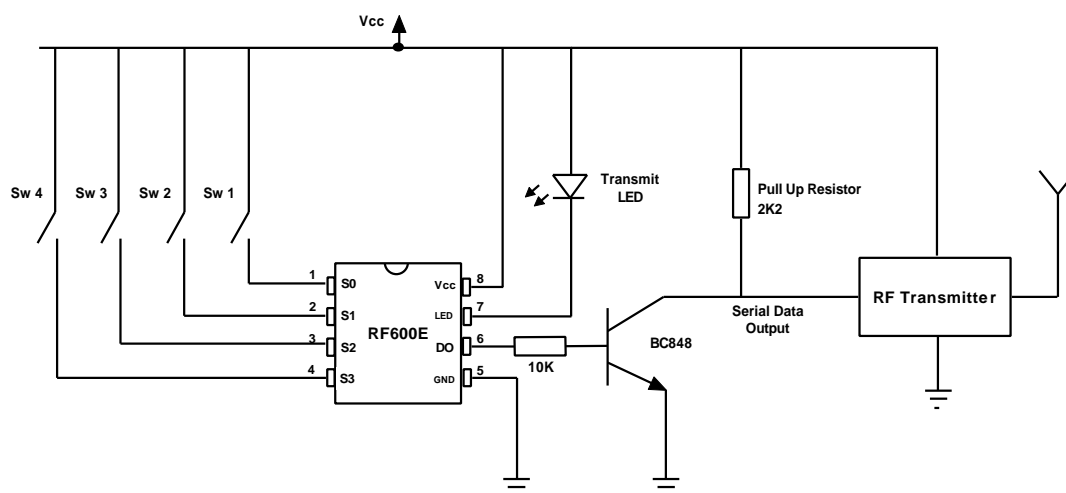 Vcc
Sw 4
Sw 3
Sw 2
Sw 1
Transmit
LED
Pull Up Resistor
2K2
1
S0
2
S1
3
S2
4
S3
RF600E
Vcc
8
LED
7
DO
6
GND
5
10K
BC848
Serial Data
Output
RF Transmitter